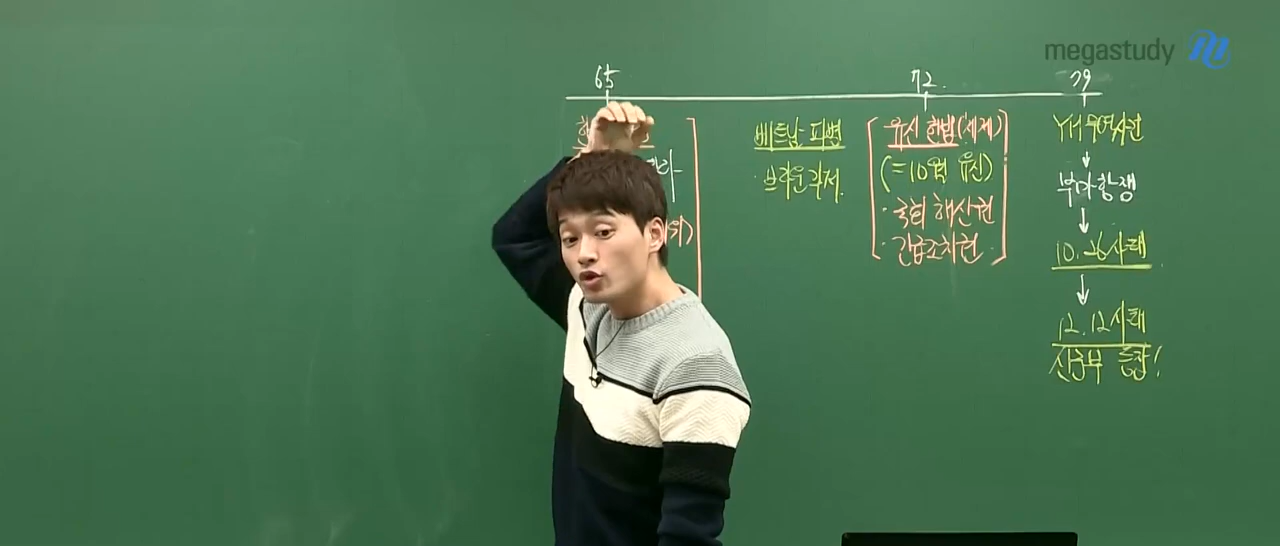 megastudy
65
72.
79
베트남 파병
· 브라운 각서.
유신 헌법(체제)
(=10월 유신)
· 국회 해산권
· 긴급조치권
YH무역사건
부마항쟁
10.26사태
12.12사태
신군부 등장!